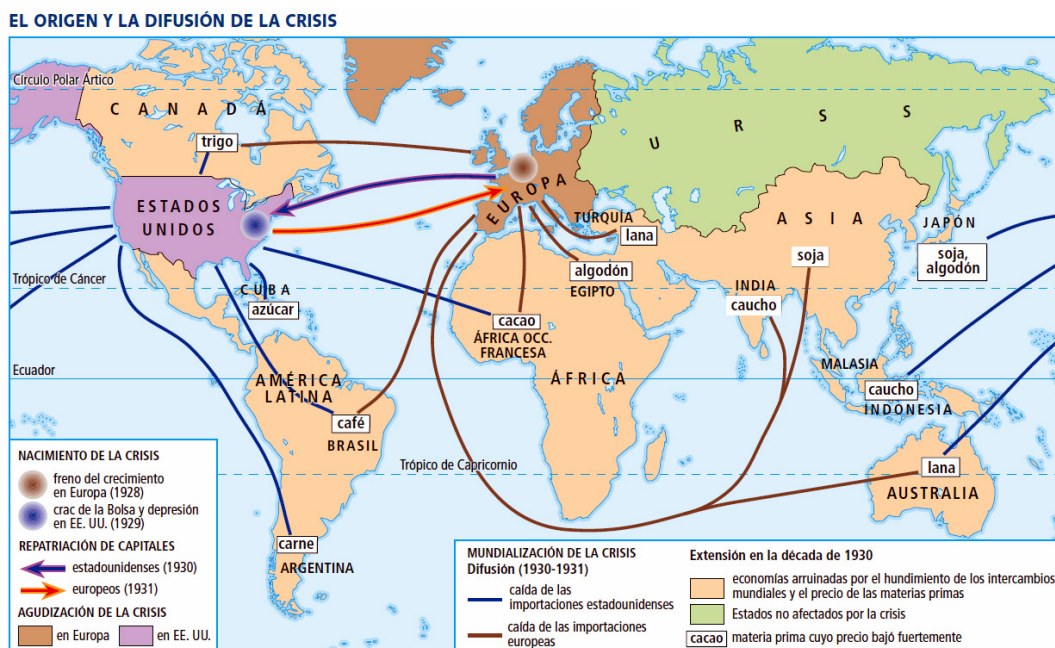 EL ORIGEN Y LA DIFUSIÓN DE LA CRISIS
Círculo Polar Ártico
CANADÁ
trigo
URSS
ESTADOS
UNIDOS
EUROPA
TURQUÍA
lana
ASIA
JAPÓN
soja,
algodón
soja
Trópico de Cáncer
CUBA
azúcar
algodón
EGIPTO
INDIA
caucho
cacao
ÁFRICA OCC.
FRANCESA
MALASIA
Ecuador
AMÉRICA
LATINA
ÁFRICA
caucho
INDONESIA
café
BRASIL
Trópico de Capricornio
lana
AUSTRALIA
carne
ARGENTINA
NACIMIENTO DE LA CRISIS
freno del crecimiento
en Europa (1928)
crac de la Bolsa y depresión
en EE. UU. (1929)
REPATRIACIÓN DE CAPITALES
estadounidenses (1930)
europeos (1931)
AGUDIZACIÓN DE LA CRISIS
en Europa
en EE. UU.
MUNDIALIZACIÓN DE LA CRISIS
Difusión (1930-1931)
caída de las
importaciones estadounidenses
caída de las importaciones
europeas
Extensión en la década de 1930
economías arruinadas por el hundimiento de los intercambios
mundiales y el precio de las materias primas
Estados no afectados por la crisis
cacao materia prima cuyo precio bajó fuertemente